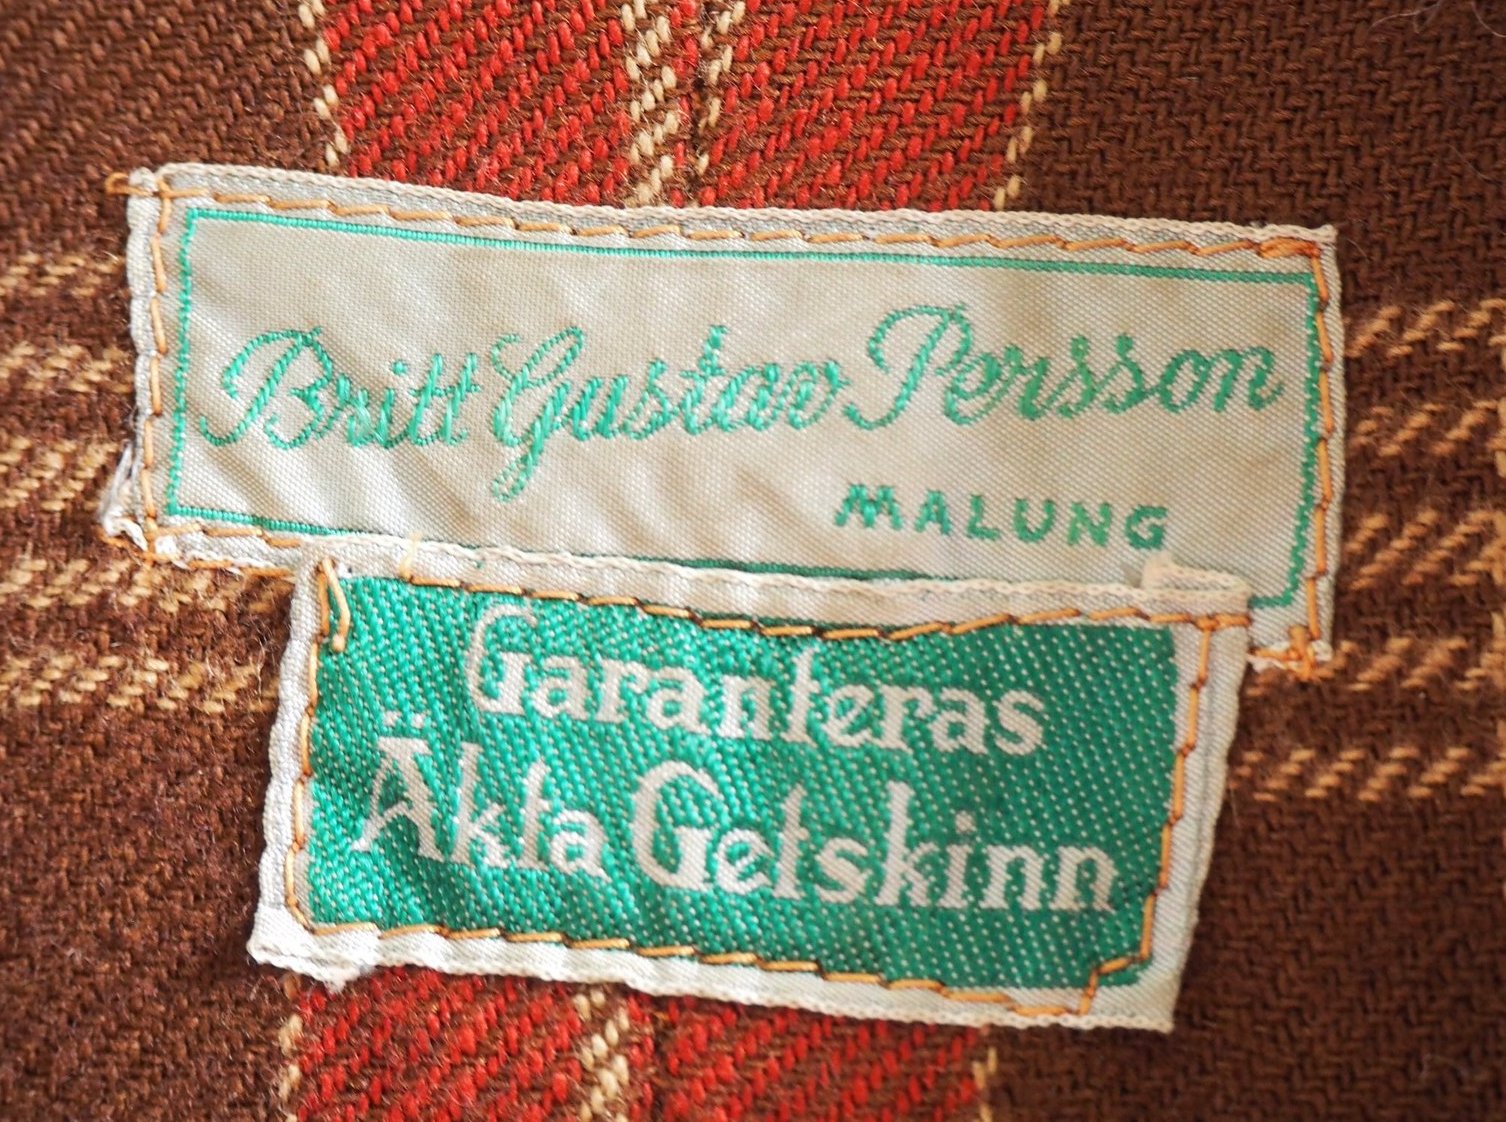 Britt Gustav Persson
MALUNG
Garanteras
Äkta Getskinn